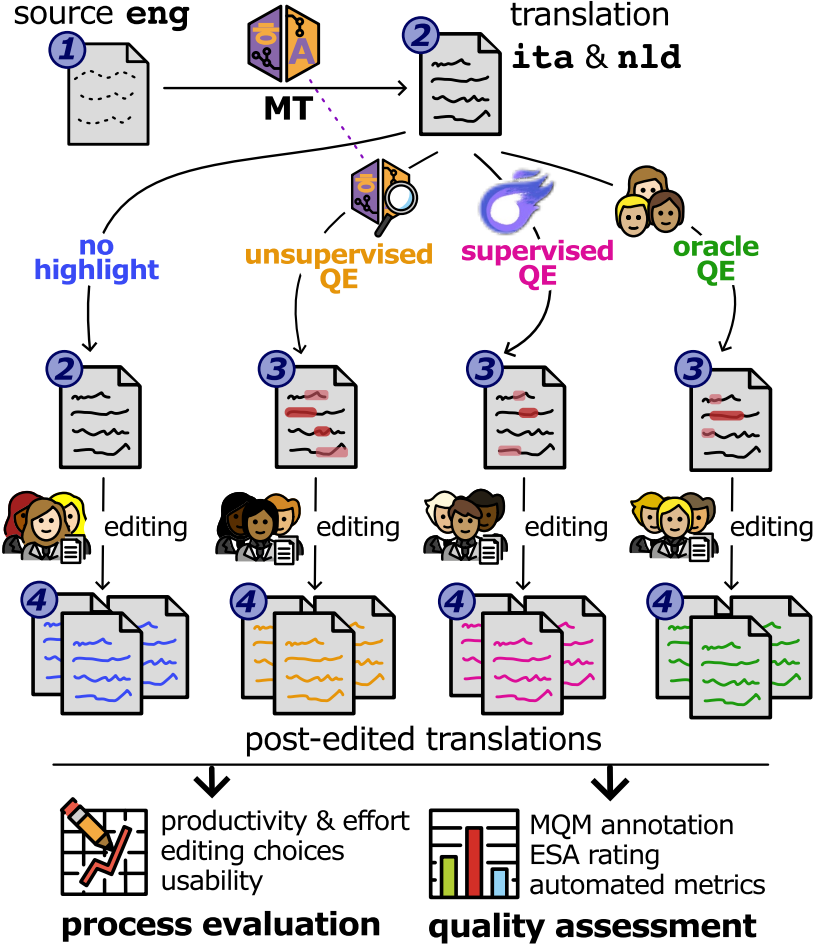 source eng
1
MT
A
translation
2
ita & nld
no
highlight
unsupervised
QE
supervised
QE
oracle
QE
2
3
3
3
editing
editing
editing
editing
4
4
4
4
post-edited translations
productivity & effort
editing choices
usability
process evaluation
MQM annotation
ESA rating
automated metrics
quality assessment